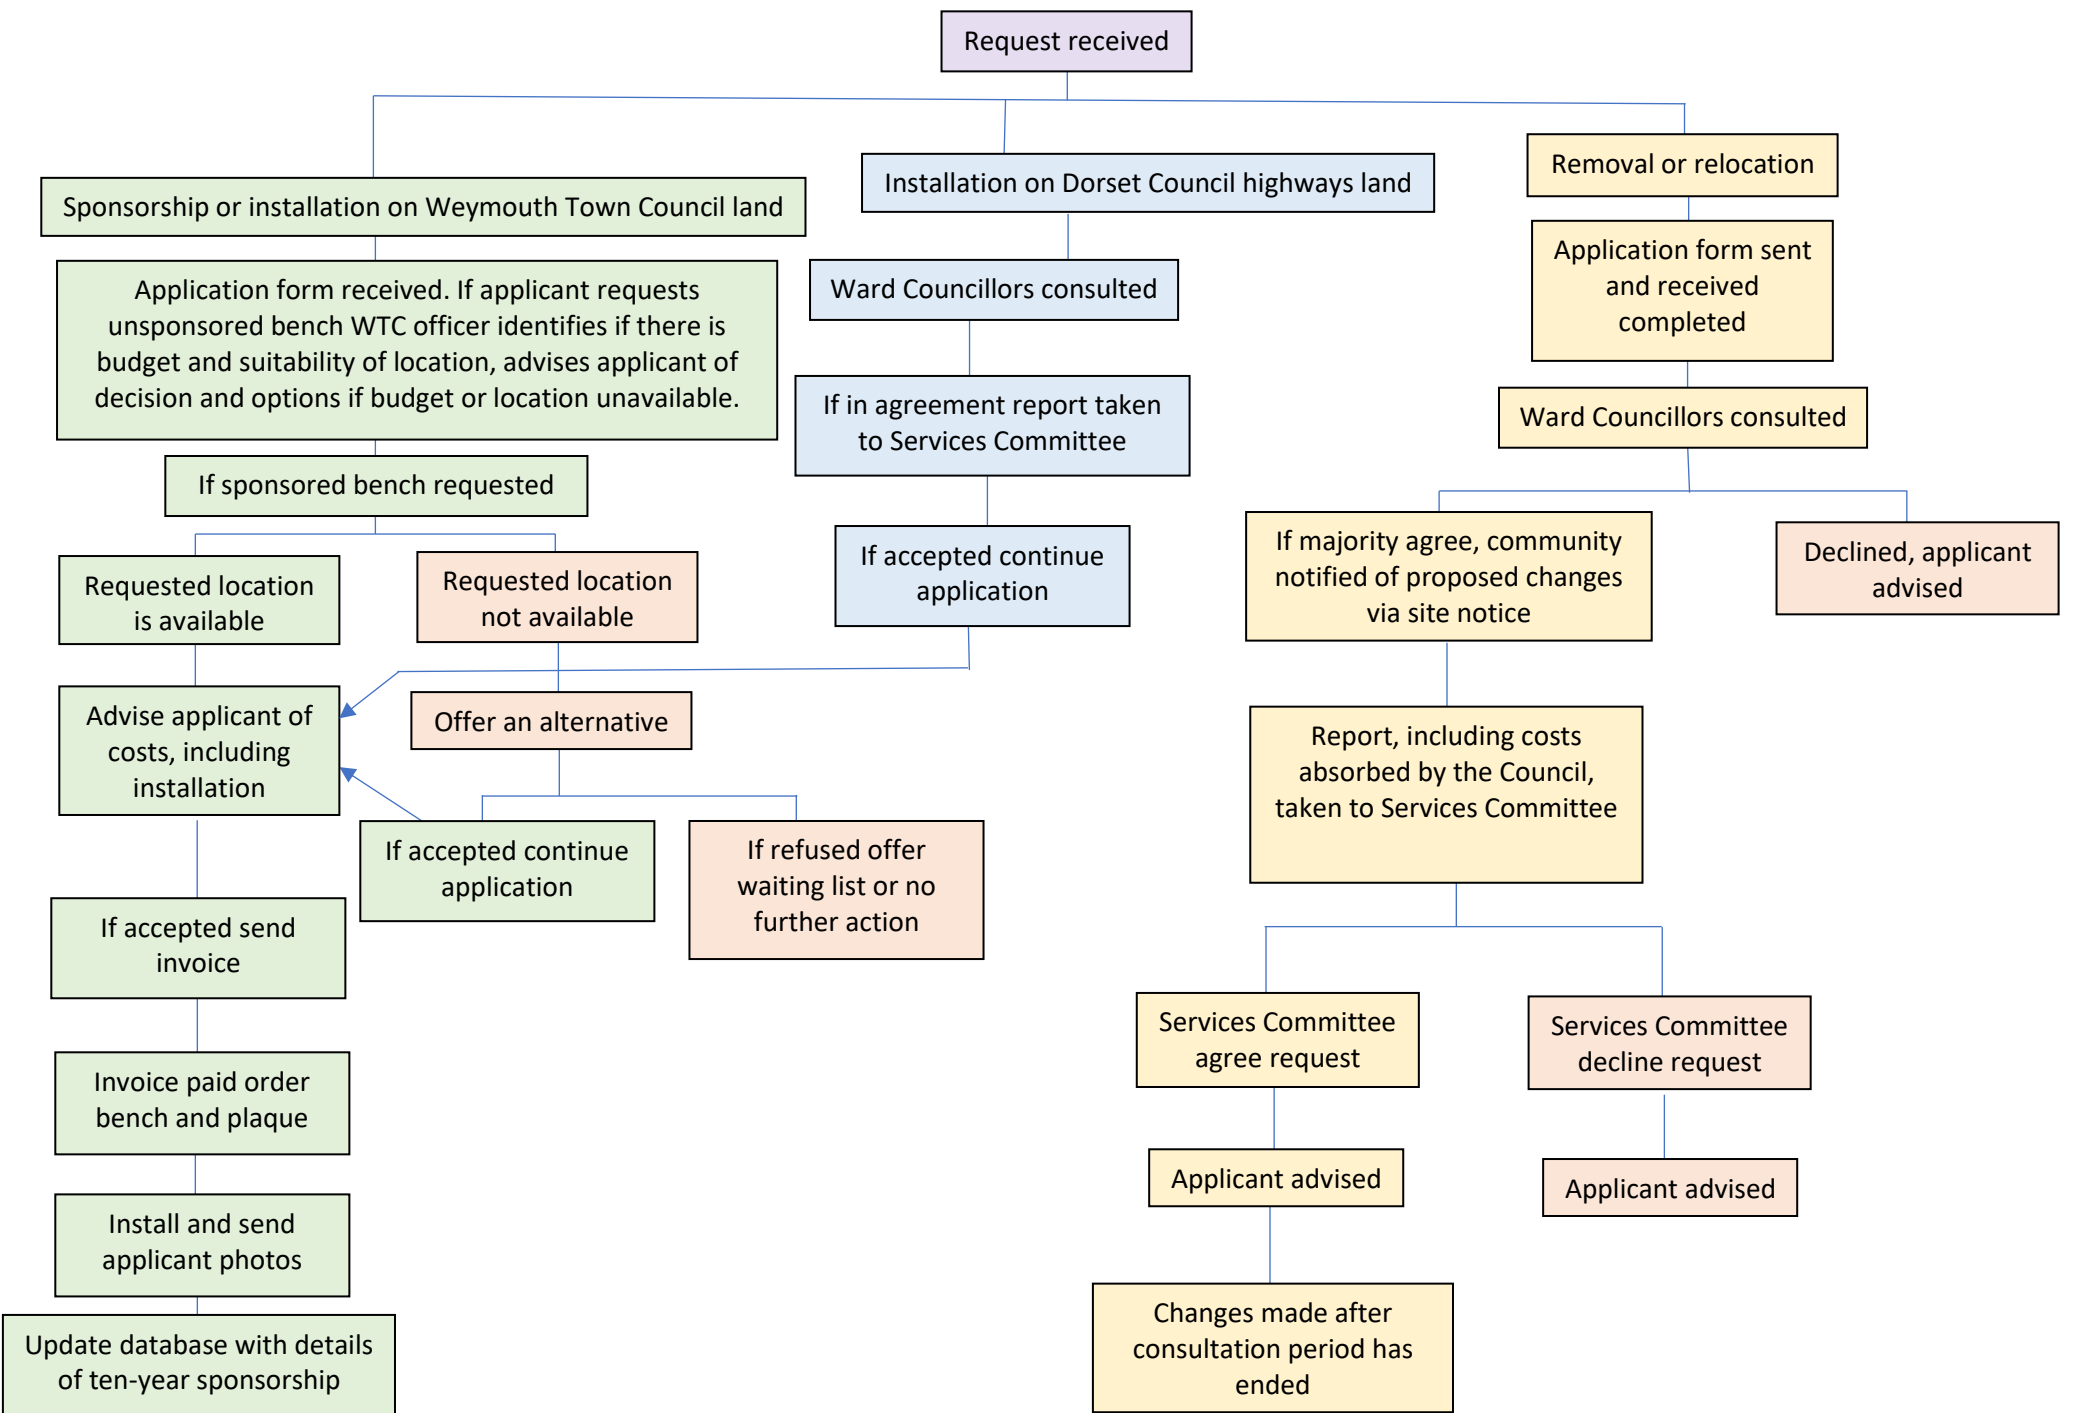 Request received
Sponsorship or installation on Weymouth Town Council land
Application form received. If applicant requests
unsponsored bench WTC officer identifies if there is
budget and suitability of location, advises applicant of
decision and options if budget or location unavailable.
If sponsored bench requested
Requested location
is available
Requested location
not available
Advise applicant of
costs, including
installation
Offer an alternative
If accepted continue
application
If refused offer
waiting list or no
further action
If accepted send
invoice
Invoice paid order
bench and plaque
Install and send
applicant photos
Update database with details
of ten-year sponsorship
Installation on Dorset Council highways land
Ward Councillors consulted
If in agreement report taken
to Services Committee
If accepted continue
application
Removal or relocation
Application form sent
and received
completed
Ward Councillors consulted
If majority agree, community
notified of proposed changes
via site notice
Declined, applicant
advised
Report, including costs
absorbed by the Council,
taken to Services Committee
Services Committee
agree request
Services Committee
decline request
Applicant advised
Applicant advised
Changes made after
consultation period has
ended